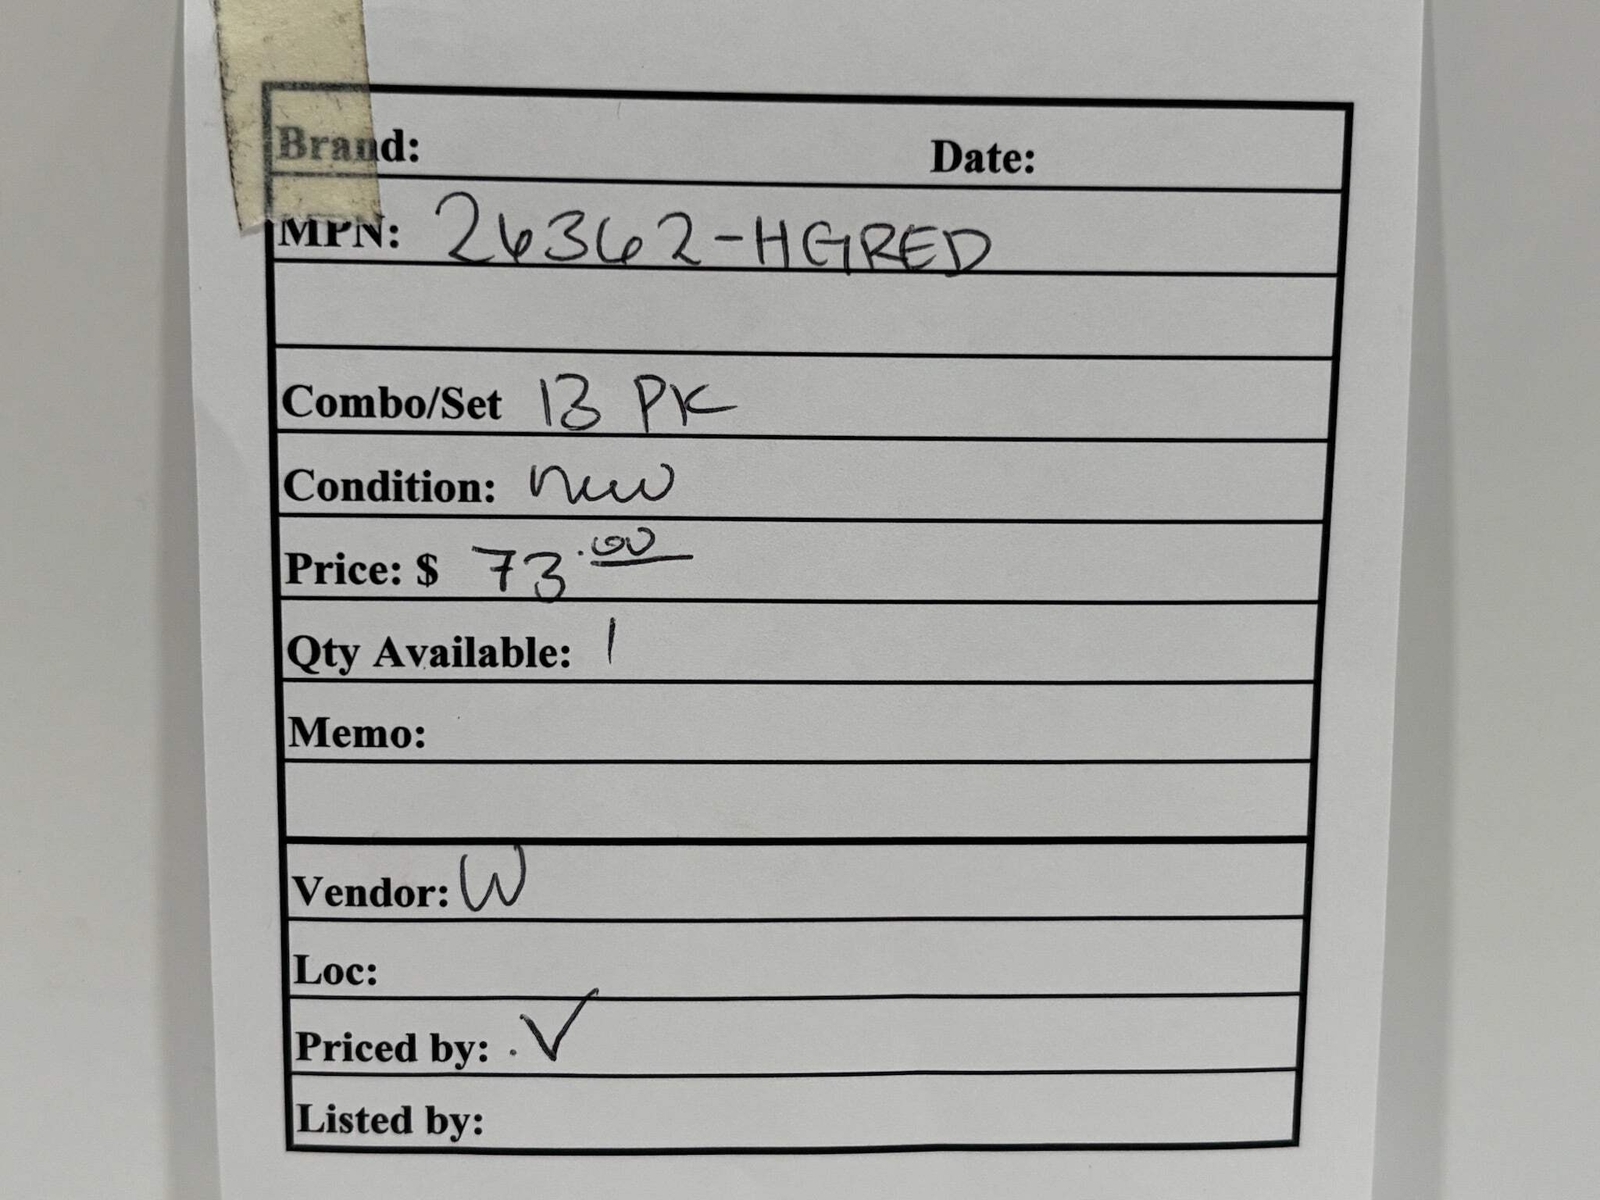 Brand: Date:
MPN: 26362-HGRED
Combo/Set 13 PK
Condition: new
Price: $ 73.00
Qty Available: 1
Memo:
Vendor: W
Loc:
Priced by: ✓
Listed by: